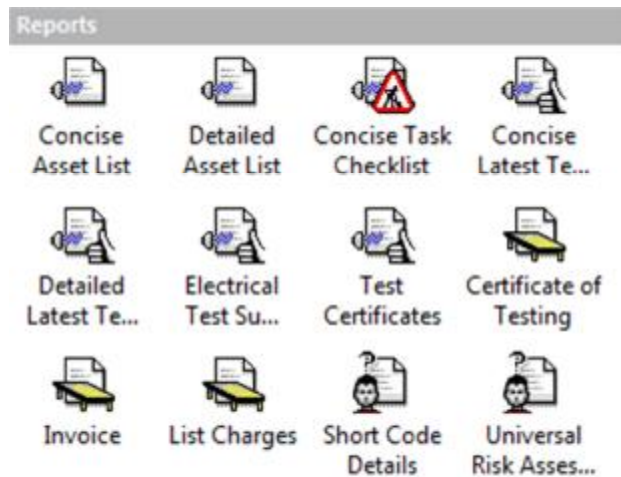 Reports
Concise Asset List
Detailed Asset List
Concise Task Checklist
Concise Latest Te...
Detailed Latest Te...
Electrical Test Su...
Test Certificates
Certificate of Testing
Invoice
List Charges
Short Code Details
Universal Risk Asses...